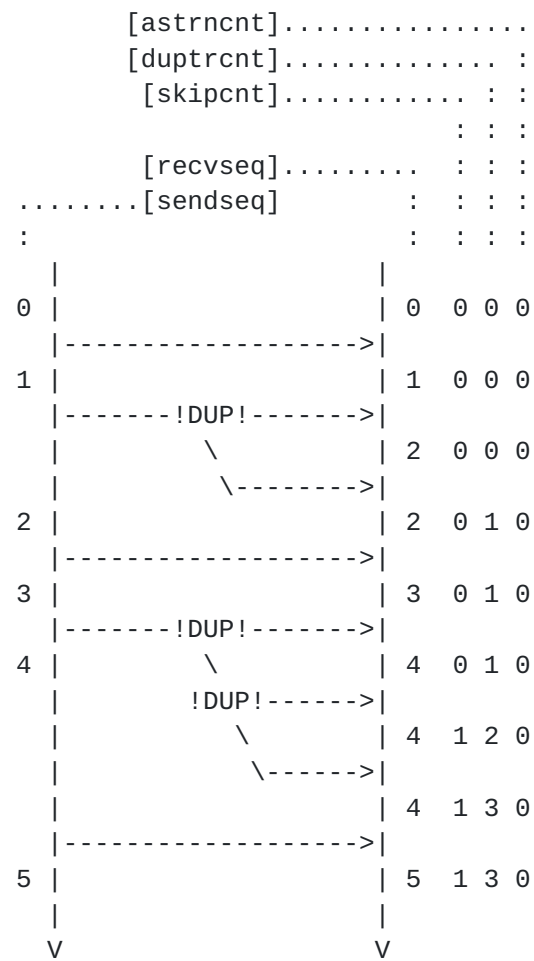 [astrncnt]................
       [duptrcnt].............. :
        [skipcnt]............ : :
                            : : :
        [recvseq].........  : : :
........[sendseq]        :  : : :
:                        :  : : :
  |                    |
0 |                    | 0  0 0 0
  |------------------->|
1 |                    | 1  0 0 0
  |-------!DUP!------->|
  |         \          | 2  0 0 0
  |          \-------->|
2 |                    | 2  0 1 0
  |------------------->|
3 |                    | 3  0 1 0
  |-------!DUP!------->|
4 |         \          | 4  0 1 0
  |        !DUP!------>|
  |           \        | 4  1 2 0
  |            \------>|
  |                    | 4  1 3 0
  |------------------->|
5 |                    | 5  1 3 0
  |                    |
  V                    V